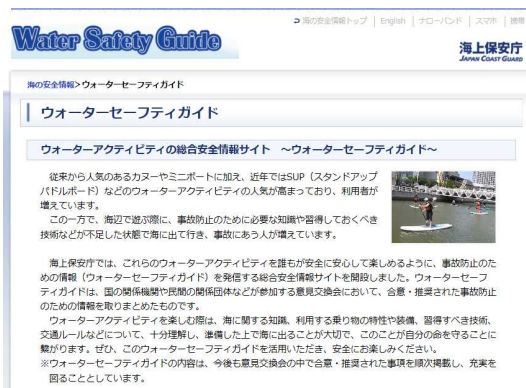 海の安全情報トップ | English | ナローバンド | スマホ | 携帯
Water Safety Guide
海上保安庁
JAPAN COAST GUARD
海の安全情報>ウォーターセーフティガイド
ウォーターセーフティガイド
ウォーターアクティビティの総合安全情報サイト ～ウォーターセーフティガイド～
従来から人気のあるカヌーやミニボートに加え、近年ではSUP（スタンドアップ
パドルボード）などのウォーターアクティビティの人気が高まっており、利用者が
増えています。
この一方で、海辺で遊ぶ際に、事故防止のために必要な知識や習得しておくべき
技術などが不足した状態で海に出て行き、事故にあう人が増えています。
海上保安庁では、これらのウォーターアクティビティを誰もが安全に安心して楽しめるように、事故防止のた
めの情報（ウォーターセーフティガイド）を発信する総合安全情報サイトを開設しました。ウォーターセーフ
ティガイドは、国の関係機関や民間の関係団体などが参加する意見交換会において、合意・推奨された事故防止
のための情報を取りまとめたものです。
ウォーターアクティビティを楽しむ際は、海に関する知識、利用する乗り物の特性や装備、習得すべき技術、
交通ルールなどについて、十分理解し、準備した上で海に出ることが大切で、このことが自分の命を守ることに
繋がります。ぜひ、このウォーターセーフティガイドを活用いただき、安全にお楽しみください。
※ウォーターセーフティガイドの内容は、今後も意見交換会の中で合意・推奨された事項を順次掲載し、充実を
図ることとしています。